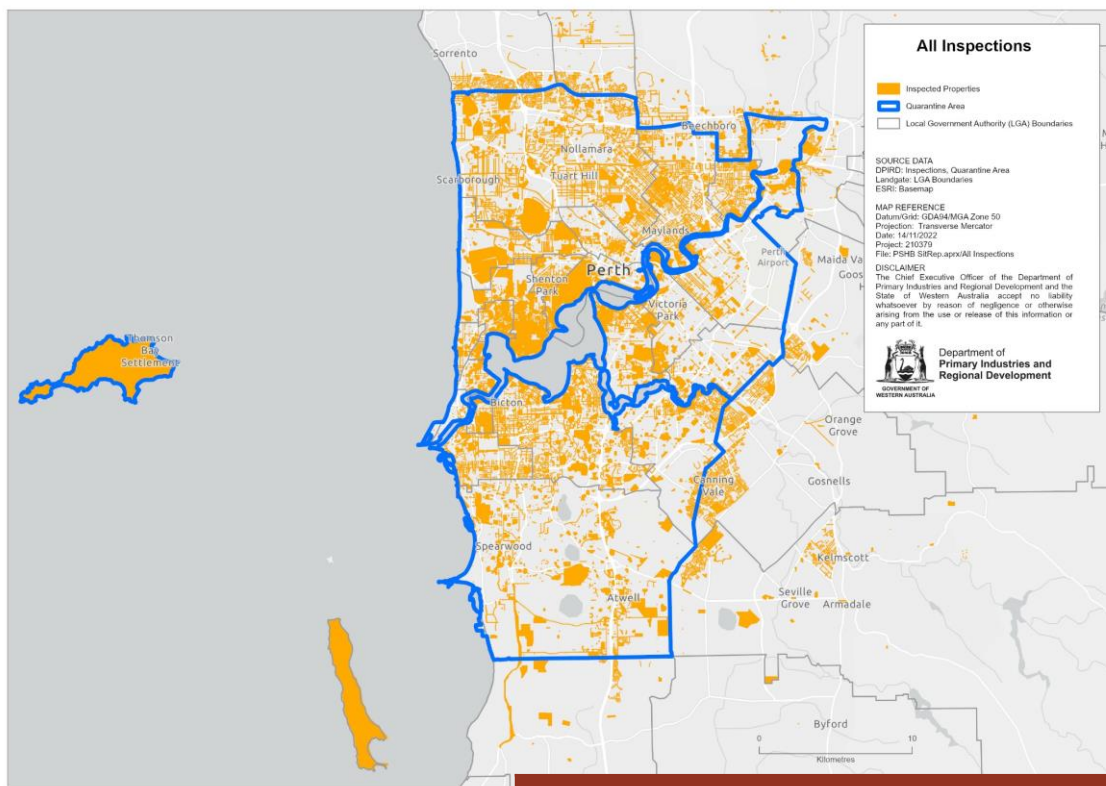 All Inspections
Inspected Properties
Quarantine Area
Local Government Authority (LGA) Boundaries
SOURCE DATA
DPIRD: Inspections, Quarantine Area
Landgate: LGA Boundaries
ESRI: Basemap
MAP REFERENCE
Datum/Grid: GDA94/MGA Zone 50
Projection: Transverse Mercator
Date: 14/11/2022
Project: 210379
File: PSHB SitRep.aprx/All Inspections
DISCLAIMER
The Chief Executive Officer of the Department of
Primary Industries and Regional Development and the
State of Western Australia accept no liability
whatsoever by reason of negligence or otherwise
arising from the use or release of this information or
any part of it.
Department of
Primary Industries and
Regional Development
GOVERNMENT OF
WESTERN AUSTRALIA
Sorrento
Beechboro
Nollamara
Tuart Hill
Scarborough
Maylands
Perth
Perth
Airport
Maida Va
Goos
H
Shenton
Park
Victoria
Park
Thomson
Bay
Settlement
Bicton
Orange
Grove
Canning
Vale
Gosnells
Spearwood
Kelmscott
Atwell
Seville
Grove
Armadale
Byford
0
10
Kilometres